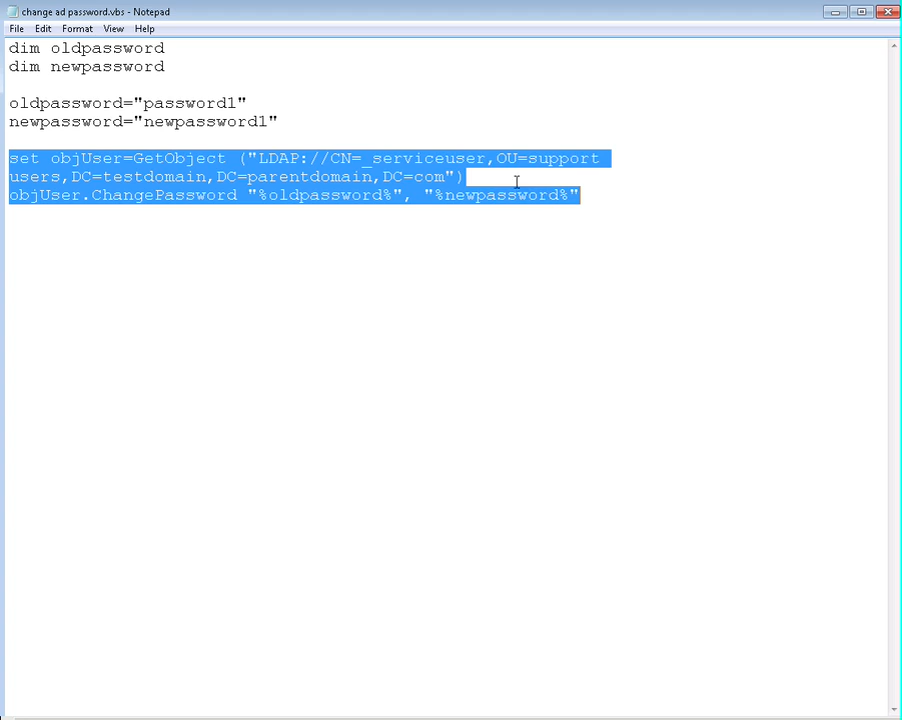 change ad password.vbs - Notepad
File Edit Format View Help
dim oldpassword
dim newpassword
oldpassword="password1"
newpassword="newpassword1"
set objUser=GetObject ("LDAP://CN=_serviceuser,OU=support
users,DC=testdomain,DC=parentdomain,DC=com")
objUser.ChangePassword "%oldpassword%", "%newpassword%"